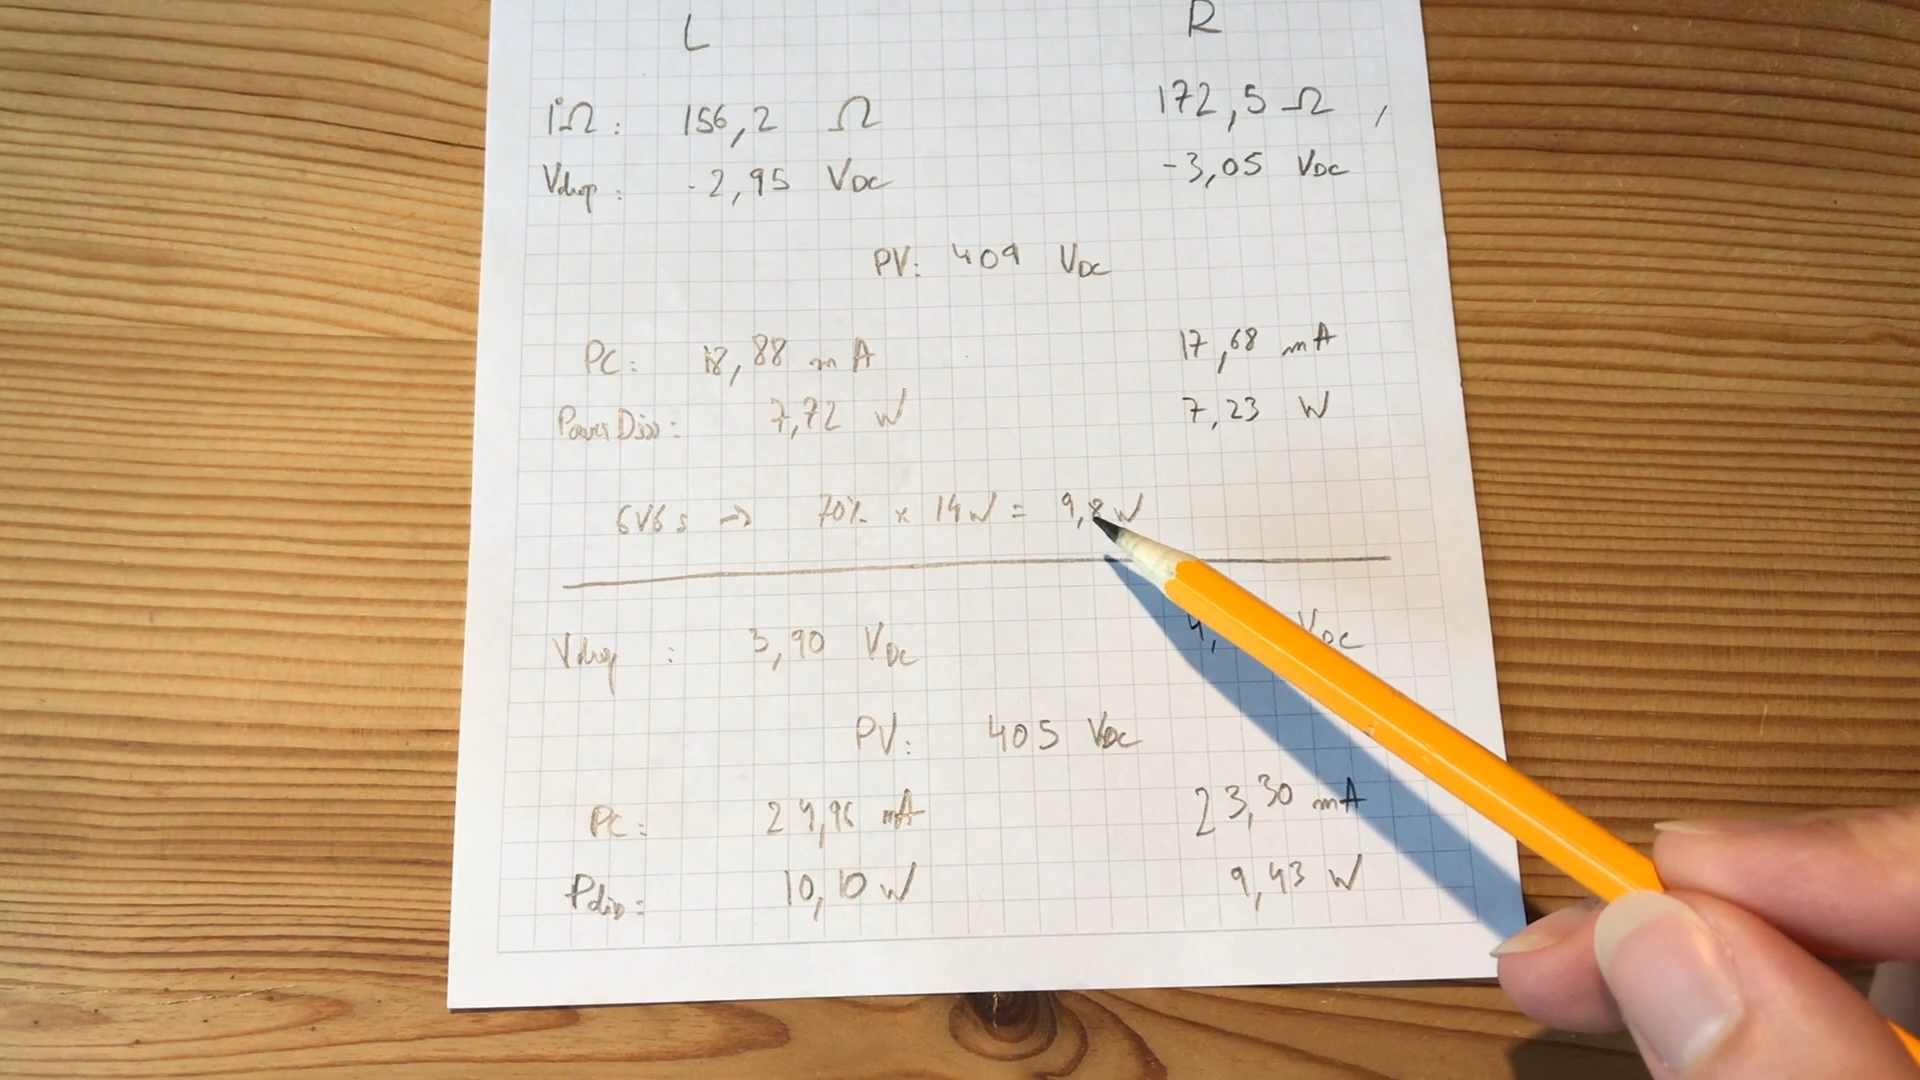 L R
iΩ: 156,2 Ω 172,5 Ω ,
Vdrop: -2,95 VDC -3,05 VDC
PV: 409 VDC
PC: 18,88 mA 17,68 mA
Power Diss: 7,72 W 7,23 W
6V6s → 70% x 14W = 9,8W
Vdrop : 3,90 VDC 4, VDC
PV: 405 VDC
PC: 24,96 mA 23,30 mA
Pdiss: 10,10 W 9,43 W